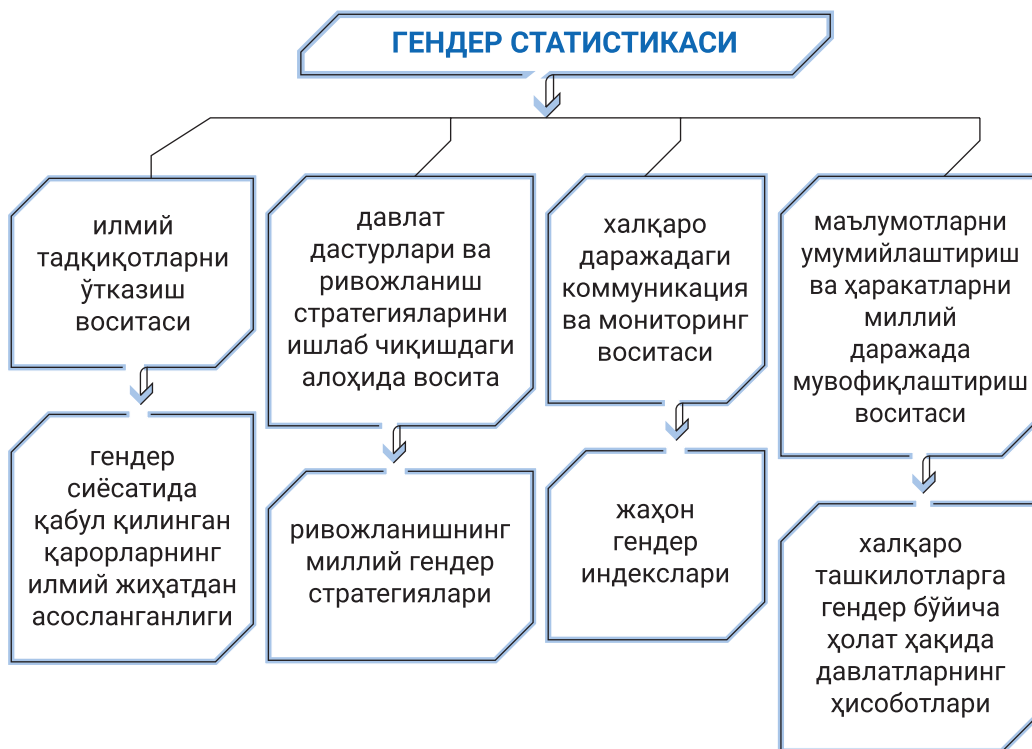 ГЕНДЕР СТАТИСТИКАСИ
илмий
тадқиқотларни
ўтказиш
воситаси
гендер
сиёсатида
қабул қилинган
қарорларнинг
илмий жиҳатдан
асосланганлиги
давлат
дастурлари ва
ривожланиш
стратегияларини
ишлаб чиқишдаги
алоҳида восита
ривожланишнинг
миллий гендер
стратегиялари
халқаро
даражадаги
коммуникация
ва мониторинг
воситаси
жаҳон
гендер
индекслари
маълумотларни
умумийлаштириш
ва ҳаракатларни
миллий
даражада
мувофиқлаштириш
воситаси
халқаро
ташкилотларга
гендер бўйича
ҳолат ҳақида
давлатларнинг
ҳисоботлари